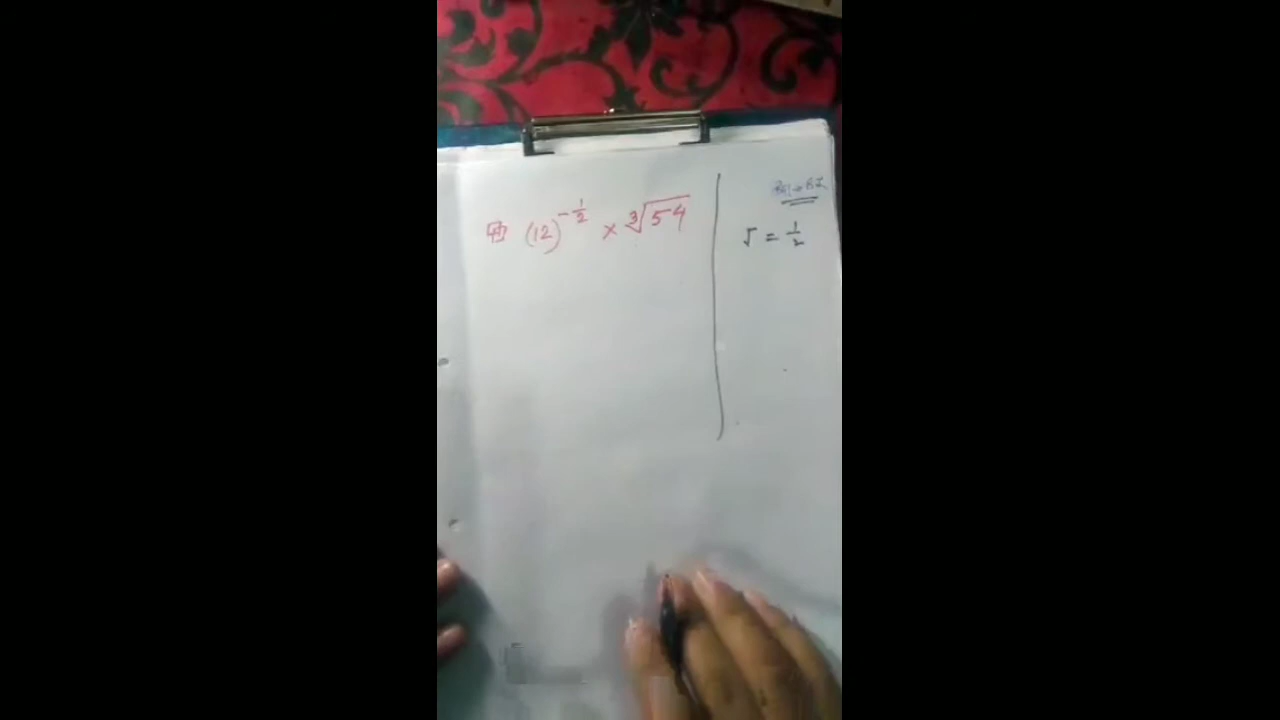 (12)^{-1/2} × ∛54
√ = 1/2